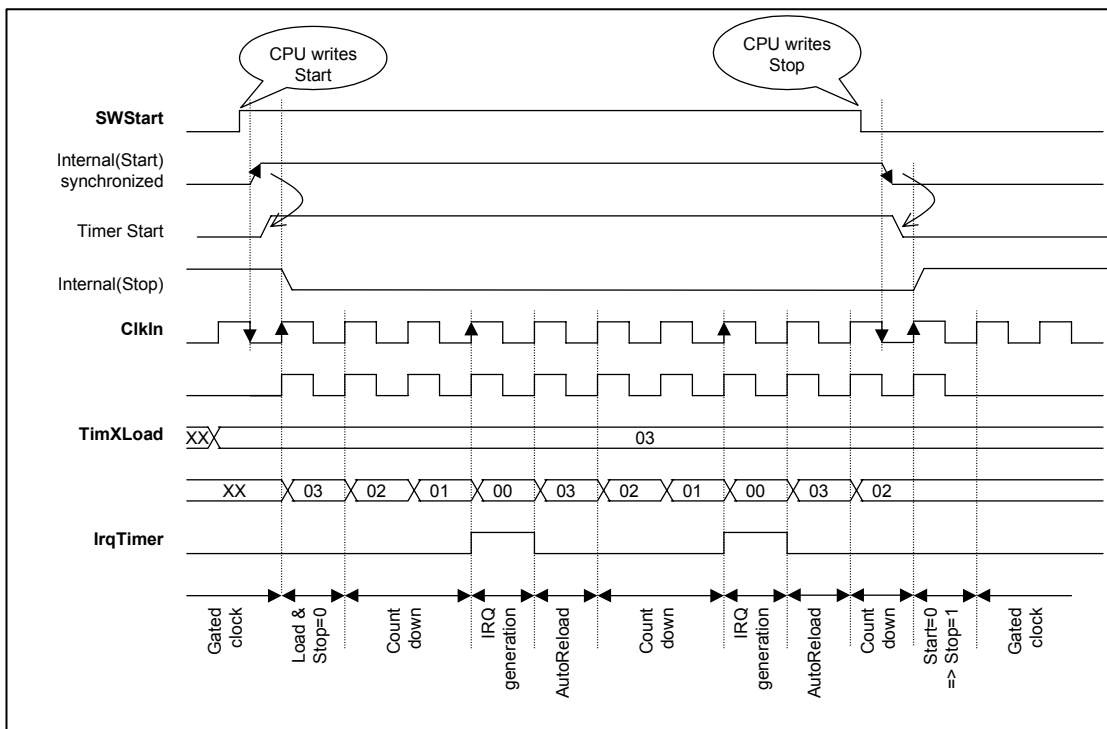 CPU writes
Start
CPU writes
Stop
SWStart
Internal(Start)
synchronized
Timer Start
Internal(Stop)
ClkIn
TimXLoad
XX
03
XX 03 02 01 00 03 02 01 00 03 02
IrqTimer
Gated
clock
Load &
Stop=0
Count
down
IRQ
generation
AutoReload
Count
down
IRQ
generation
AutoReload
Count
down
Start=0
=> Stop=1
Gated
clock